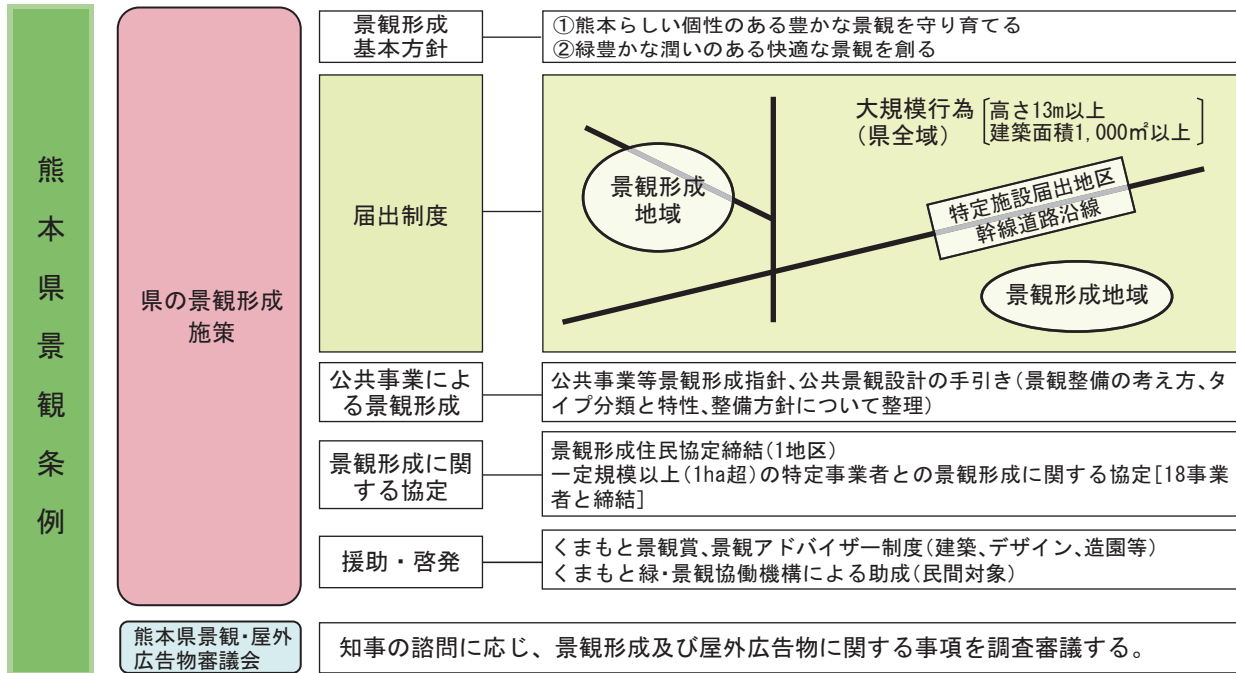 熊本県景観条例
県の景観形成
施策
景観形成
基本方針
①熊本らしい個性のある豊かな景観を守り育てる
②緑豊かな潤いのある快適な景観を創る
届出制度
大規模行為
(県全域)
高さ13m以上
建築面積1,000㎡以上
景観形成
地域
特定施設届出地区
幹線道路沿線
景観形成地域
公共事業によ
る景観形成
公共事業等景観形成指針、公共景観設計の手引き(景観整備の考え方、タ
イプ分類と特性、整備方針について整理)
景観形成に関
する協定
景観形成住民協定締結(1地区)
一定規模以上(1ha超)の特定事業者との景観形成に関する協定[18事業
者と締結]
援助・啓発
くまもと景観賞、景観アドバイザー制度(建築、デザイン、造園等)
くまもと緑・景観協働機構による助成(民間対象)
熊本県景観・屋外
広告物審議会
知事の諮問に応じ、景観形成及び屋外広告物に関する事項を調査審議する。